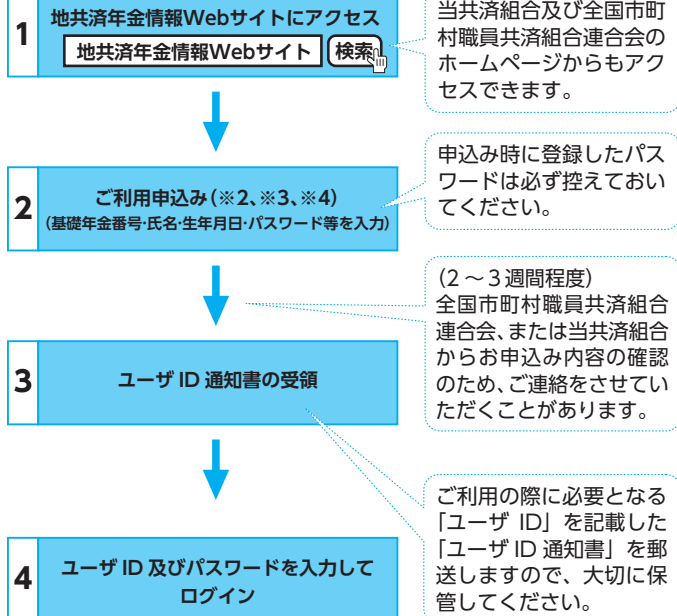 1
地共済年金情報Webサイトにアクセス
地共済年金情報Webサイト 検索
当共済組合及び全国市町
村職員共済組合連合会の
ホームページからもアク
セスできます。
2
ご利用申込み(※2、※3、※4)
(基礎年金番号・氏名・生年月日・パスワード等を入力)
申込み時に登録したパス
ワードは必ず控えておい
てください。
(2～3週間程度)
全国市町村職員共済組合
連合会、または当共済組合
からお申込み内容の確認
のため、ご連絡をさせてい
ただくことがあります。
3
ユーザ ID 通知書の受領
ご利用の際に必要となる
「ユーザ ID」を記載した
「ユーザ ID 通知書」を郵
送しますので、大切に保
管してください。
4
ユーザ ID 及びパスワードを入力して
ログイン